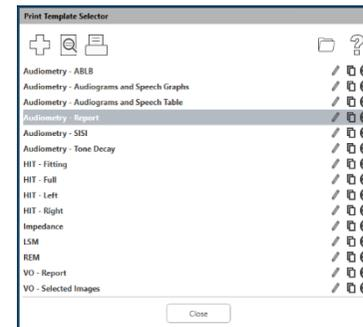 Print Template Selector
Audiometry - ABLB
Audiometry - Audiograms and Speech Graphs
Audiometry - Audiograms and Speech Table
Audiometry - Report
Audiometry - SISI
Audiometry - Tone Decay
HIT - Fitting
HIT - Full
HIT - Left
HIT - Right
Impedance
LSM
REM
VO - Report
VO - Selected Images
Close